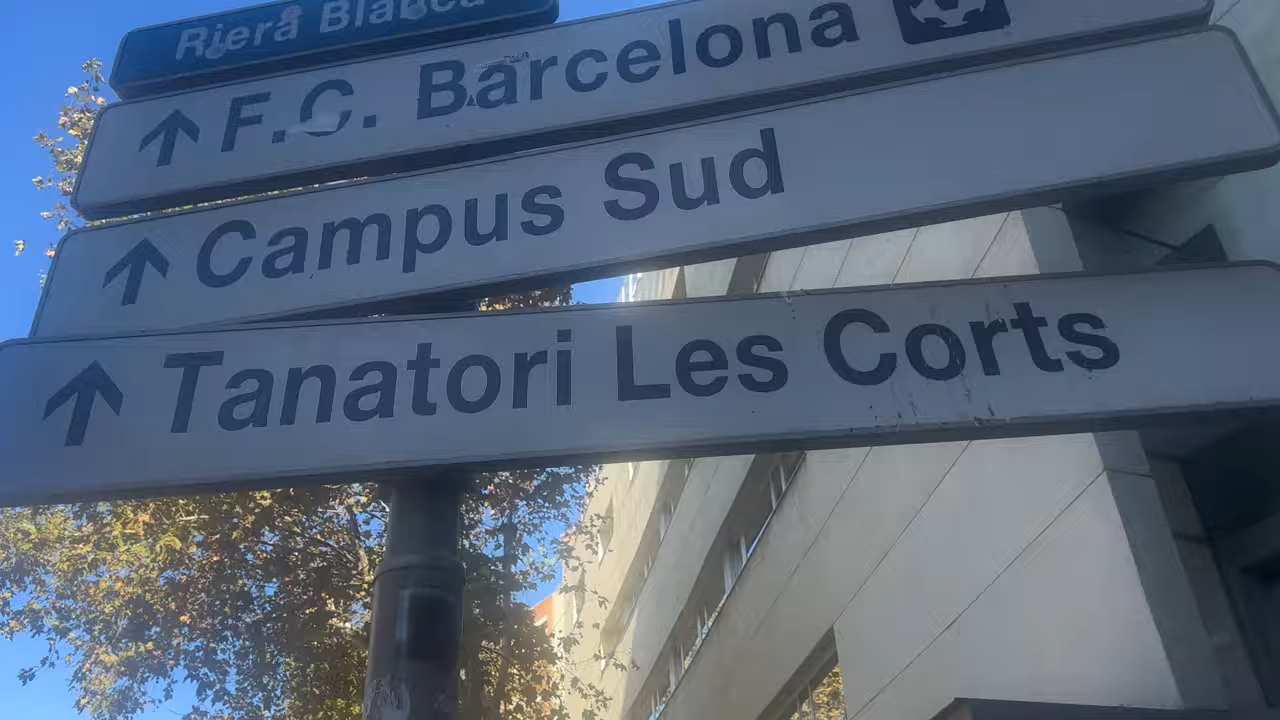 Riera Blanca
F.C. Barcelona
Campus Sud
Tanatori Les Corts